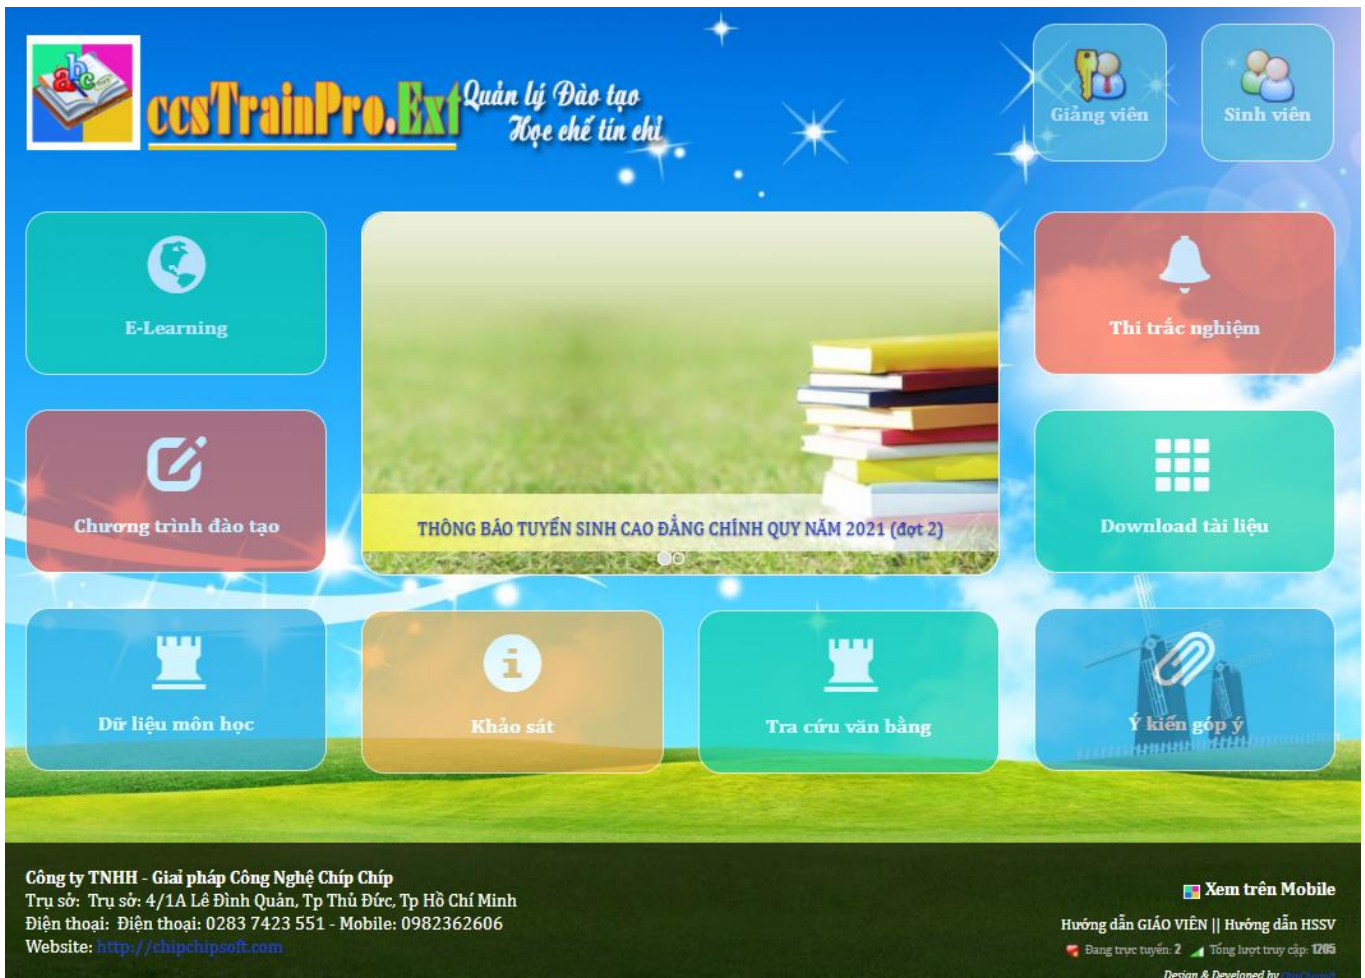 abc
ccsTrainPro.Ext
Quản lý Đào tạo
Học chế tín chỉ
Giảng viên
Sinh viên
E-Learning
Thi trắc nghiệm
Chương trình đào tạo
THÔNG BÁO TUYỂN SINH CAO ĐẲNG CHÍNH QUY NĂM 2021 (đợt 2)
Download tài liệu
Dữ liệu môn học
Khảo sát
Tra cứu văn bằng
Ý kiến góp ý
Công ty TNHH - Giải pháp Công Nghệ Chíp Chíp
Trụ sở: Trụ sở: 4/1A Lê Đình Quản, Tp Thủ Đức, Tp Hồ Chí Minh
Điện thoại: Điện thoại: 0283 7423 551 - Mobile: 0982362606
Website: http://chipchipsoft.com
Xem trên Mobile
Hướng dẫn GIÁO VIÊN || Hướng dẫn HSSV
Đang trực tuyến: 2 Tổng lượt truy cập: 1205
Design & Developed by